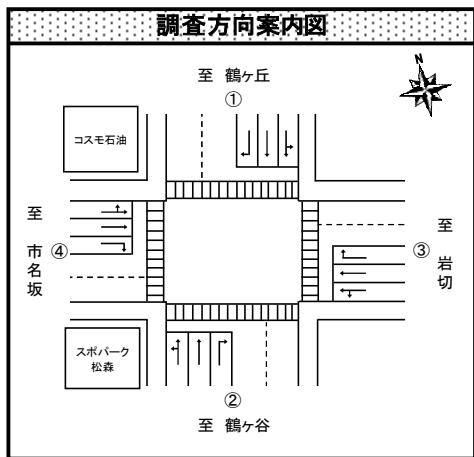 調査方向案内図
至 鶴ヶ丘
①
N
コスモ石油
至 市名坂
④
至 岩切
③
スポパーク
松森
②
至 鶴ヶ谷